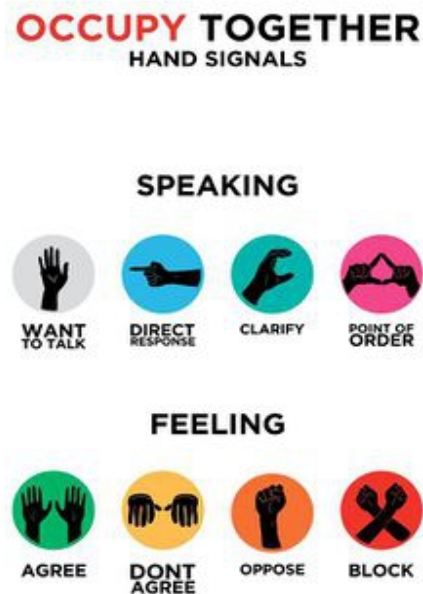 OCCUPY TOGETHER
HAND SIGNALS
SPEAKING
WANT
TO TALK
DIRECT
RESPONSE
CLARIFY
POINT OF
ORDER
FEELING
AGREE
DONT
AGREE
OPPOSE
BLOCK